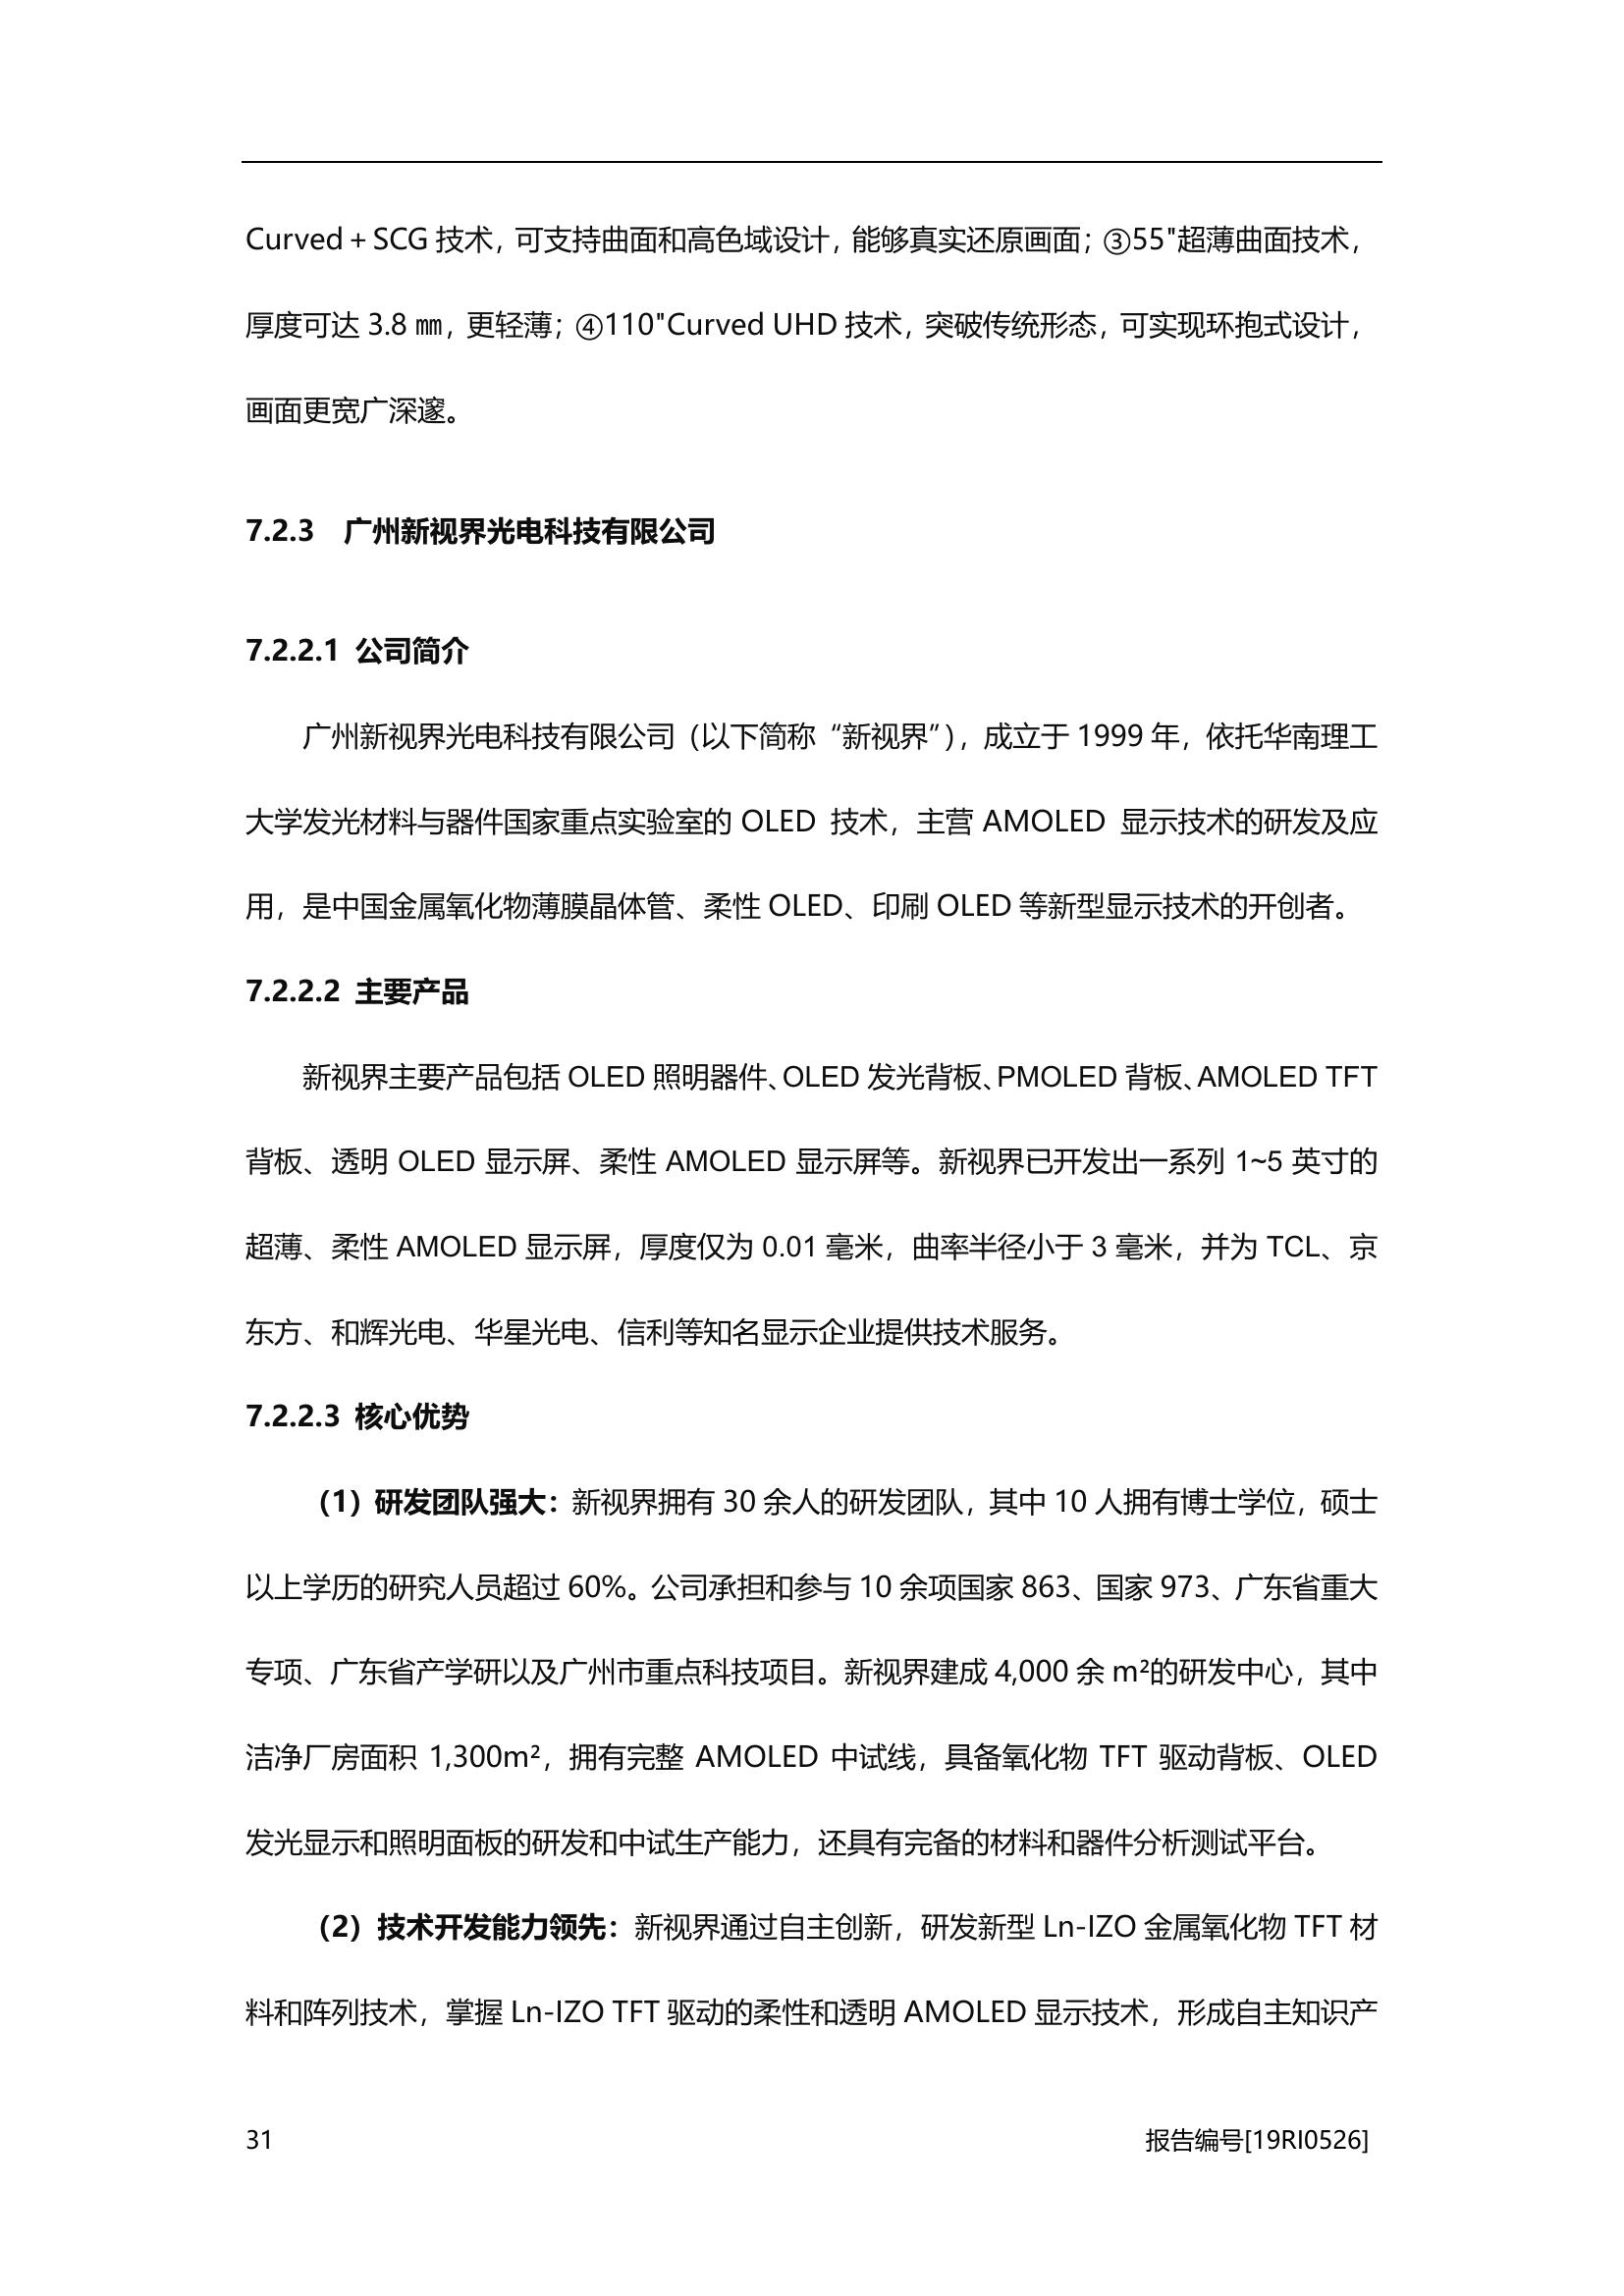 Curved + SCG 技术，可支持曲面和高色域设计，能够真实还原画面；③55"超薄曲面技术，
厚度可达 3.8 ㎜，更轻薄；④110"Curved UHD 技术，突破传统形态，可实现环抱式设计，
画面更宽广深邃。
7.2.3 广州新视界光电科技有限公司
7.2.2.1 公司简介
广州新视界光电科技有限公司（以下简称“新视界”），成立于 1999 年，依托华南理工
大学发光材料与器件国家重点实验室的 OLED 技术，主营 AMOLED 显示技术的研发及应
用，是中国金属氧化物薄膜晶体管、柔性 OLED、印刷 OLED 等新型显示技术的开创者。
7.2.2.2 主要产品
新视界主要产品包括 OLED 照明器件、OLED 发光背板、PMOLED 背板、AMOLED TFT
背板、透明 OLED 显示屏、柔性 AMOLED 显示屏等。新视界已开发出一系列 1~5 英寸的
超薄、柔性 AMOLED 显示屏，厚度仅为 0.01 毫米，曲率半径小于 3 毫米，并为 TCL、京
东方、和辉光电、华星光电、信利等知名显示企业提供技术服务。
7.2.2.3 核心优势
（1）研发团队强大：新视界拥有 30 余人的研发团队，其中 10 人拥有博士学位，硕士
以上学历的研究人员超过 60%。公司承担和参与 10 余项国家 863、国家 973、广东省重大
专项、广东省产学研以及广州市重点科技项目。新视界建成 4,000 余 m²的研发中心，其中
洁净厂房面积 1,300m²，拥有完整 AMOLED 中试线，具备氧化物 TFT 驱动背板、OLED
发光显示和照明面板的研发和中试生产能力，还具有完备的材料和器件分析测试平台。
（2）技术开发能力领先：新视界通过自主创新，研发新型 Ln-IZO 金属氧化物 TFT 材
料和阵列技术，掌握 Ln-IZO TFT 驱动的柔性和透明 AMOLED 显示技术，形成自主知识产
31
报告编号[19RI0526]